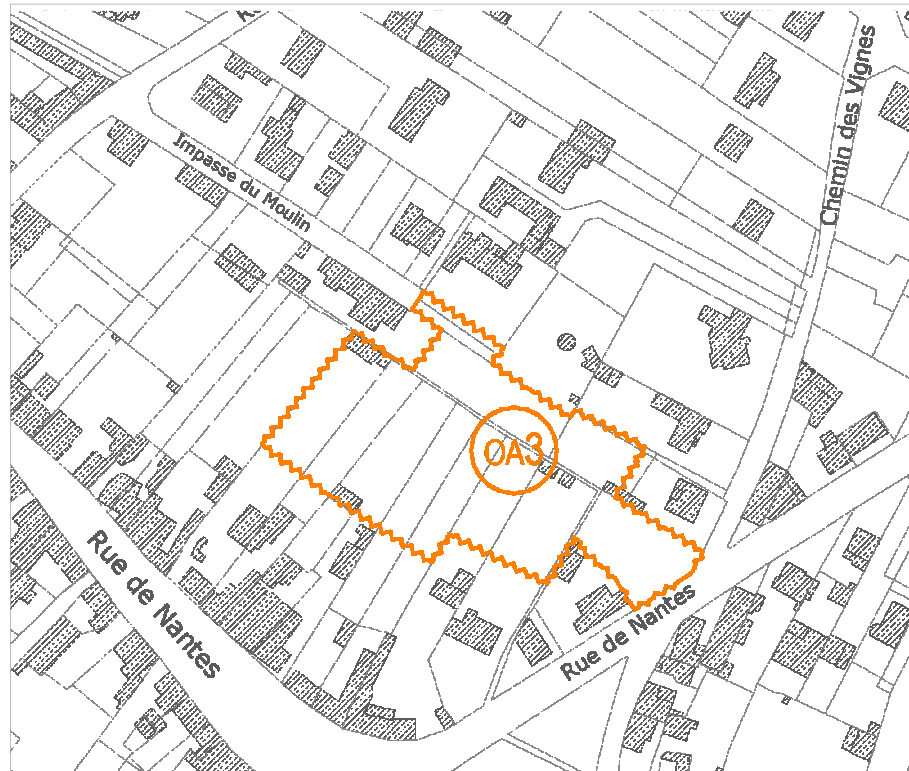 Impasse du Moulin
Chemin des Vignes
OA3
Rue de Nantes
Rue de Nantes